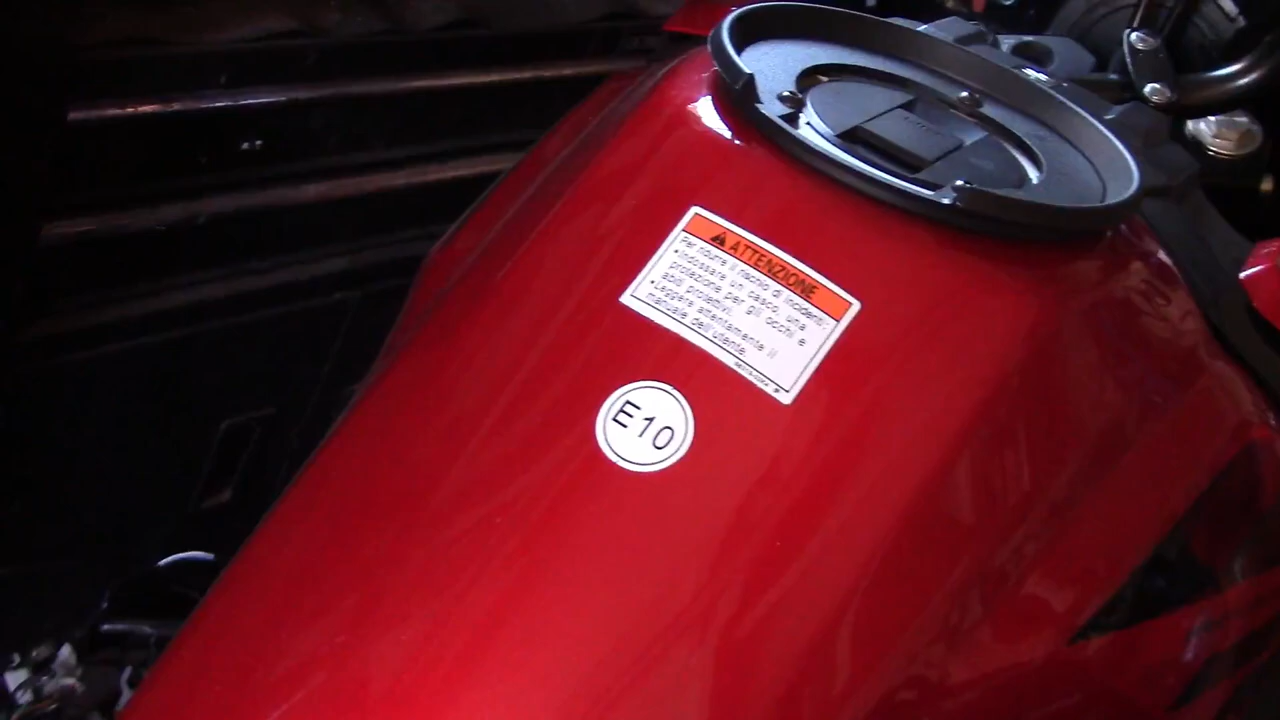 ATTENZIONE
Per ridurre il rischio di incidenti:
•Indossare un casco, una
protezione per gli occhi e
abiti protettivi.
•Leggere attentamente il
manuale dell'utente.
E10